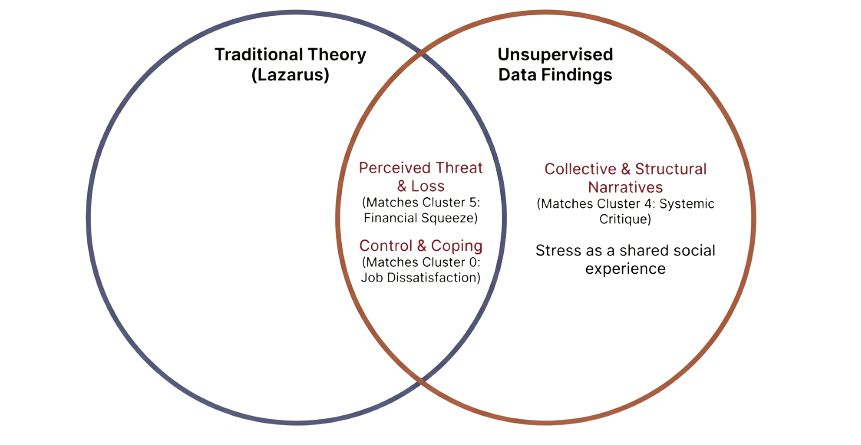 Traditional Theory
(Lazarus)
Unsupervised
Data Findings
Perceived Threat
& Loss
(Matches Cluster 5:
Financial Squeeze)
Control & Coping
(Matches Cluster 0:
Job Dissatisfaction)
Collective & Structural
Narratives
(Matches Cluster 4: Systemic
Critique)
Stress as a shared social
experience